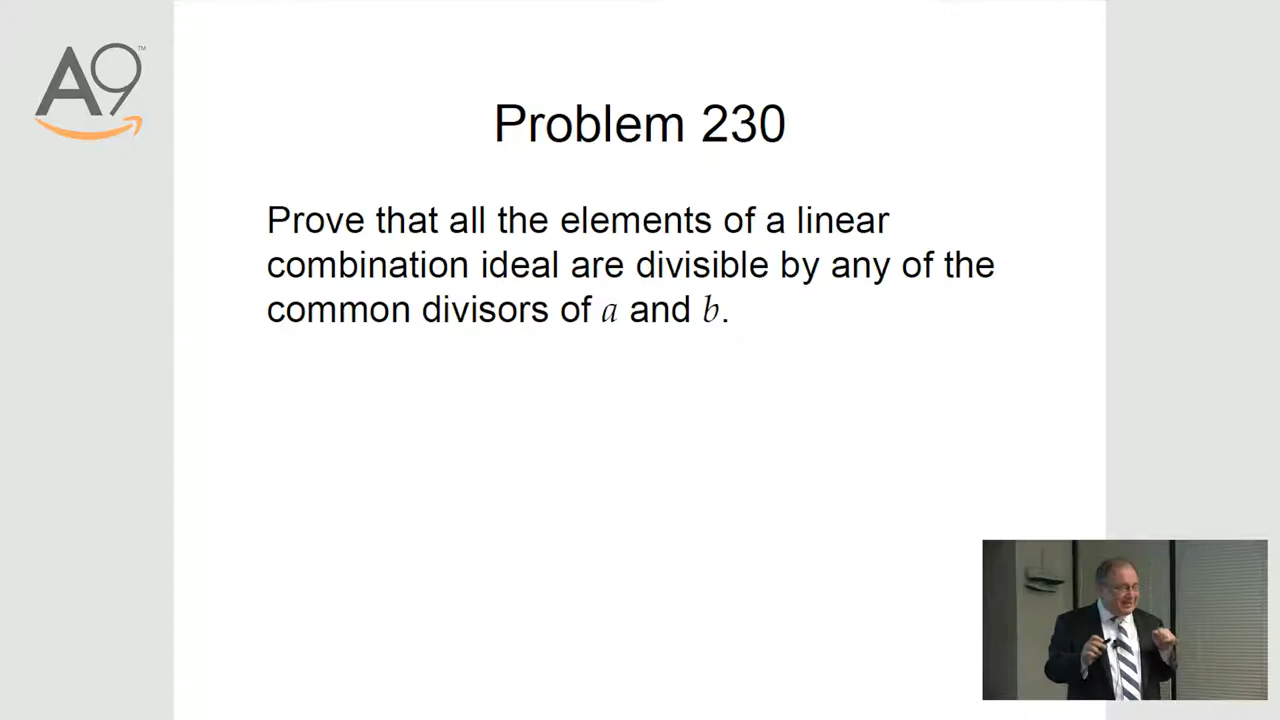 A9™
Problem 230
Prove that all the elements of a linear
combination ideal are divisible by any of the
common divisors of a and b.